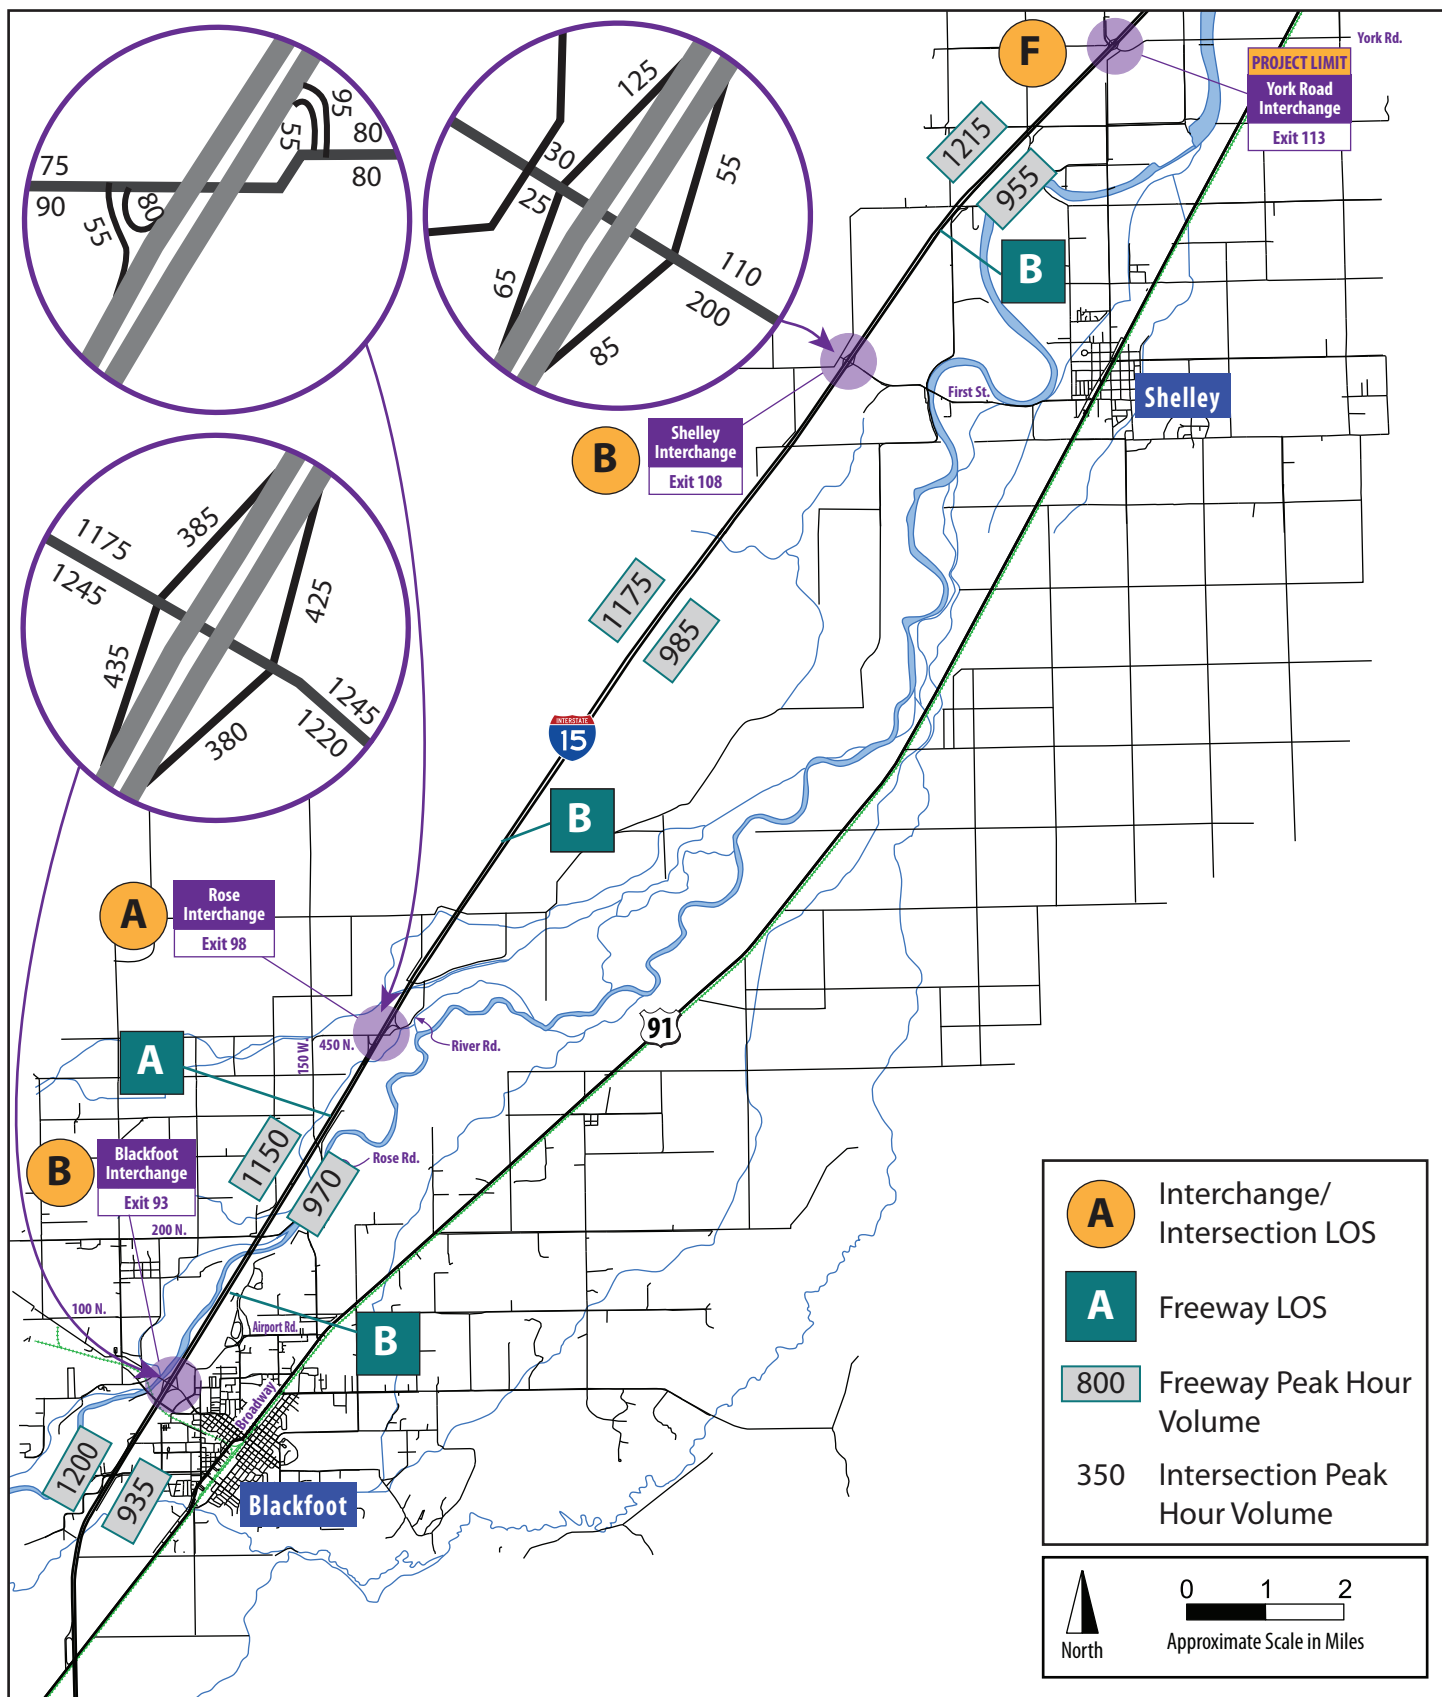 75
90
55
80
55
95
80
80
125
30
25
65
55
110
200
85
F
York Rd.
PROJECT LIMIT
York Road
Interchange
Exit 113
1215
955
B
Shelley
First St.
B
Shelley
Interchange
Exit 108
1175
1245
385
435
425
380
1245
1220
1175
985
INTERSTATE
15
B
A
Rose
Interchange
Exit 98
91
A
150 W.
450 N.
River Rd.
1150
970
Rose Rd.
B
Blackfoot
Interchange
Exit 93
200 N.
100 N.
Airport Rd.
B
Broadway
1200
935
Blackfoot
A
Interchange/
Intersection LOS
A
Freeway LOS
800
Freeway Peak Hour
Volume
350
Intersection Peak
Hour Volume
North
0 1 2
Approximate Scale in Miles